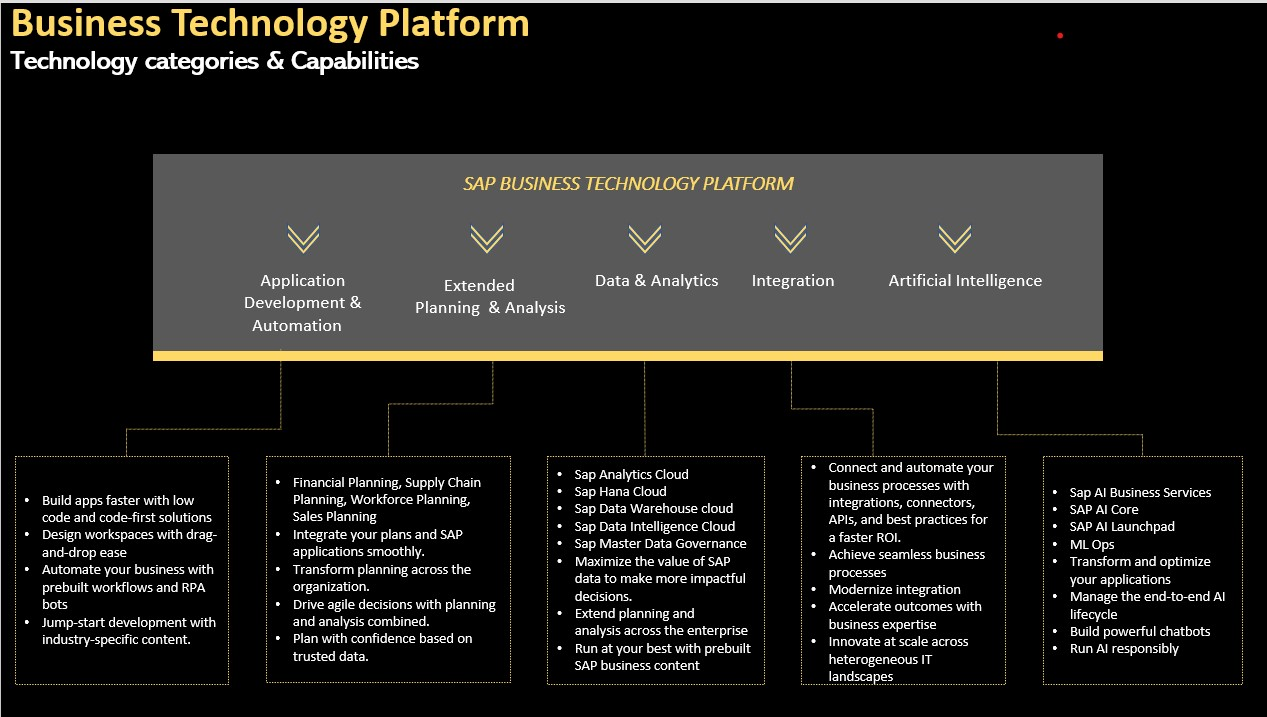 Business Technology Platform
Technology categories & Capabilities
SAP BUSINESS TECHNOLOGY PLATFORM
Application
Development &
Automation
Extended
Planning & Analysis
Data & Analytics
Integration
Artificial Intelligence
• Build apps faster with low
code and code-first solutions
• Design workspaces with drag-
and-drop ease
• Automate your business with
prebuilt workflows and RPA
bots
• Jump-start development with
industry-specific content.
• Financial Planning, Supply Chain
Planning, Workforce Planning,
Sales Planning
• Integrate your plans and SAP
applications smoothly.
• Transform planning across the
organization.
• Drive agile decisions with planning
and analysis combined.
• Plan with confidence based on
trusted data.
• Sap Analytics Cloud
• Sap Hana Cloud
• Sap Data Warehouse cloud
• Sap Data Intelligence Cloud
• Sap Master Data Governance
• Maximize the value of SAP
data to make more impactful
decisions.
• Extend planning and
analysis across the enterprise
• Run at your best with prebuilt
SAP business content
• Connect and automate your
business processes with
integrations, connectors,
APIs, and best practices for
a faster ROI.
• Achieve seamless business
processes
• Modernize integration
• Accelerate outcomes with
business expertise
• Innovate at scale across
heterogeneous IT
landscapes
• Sap AI Business Services
• SAP AI Core
• SAP AI Launchpad
• ML Ops
• Transform and optimize
your applications
• Manage the end-to-end AI
lifecycle
• Build powerful chatbots
• Run AI responsibly